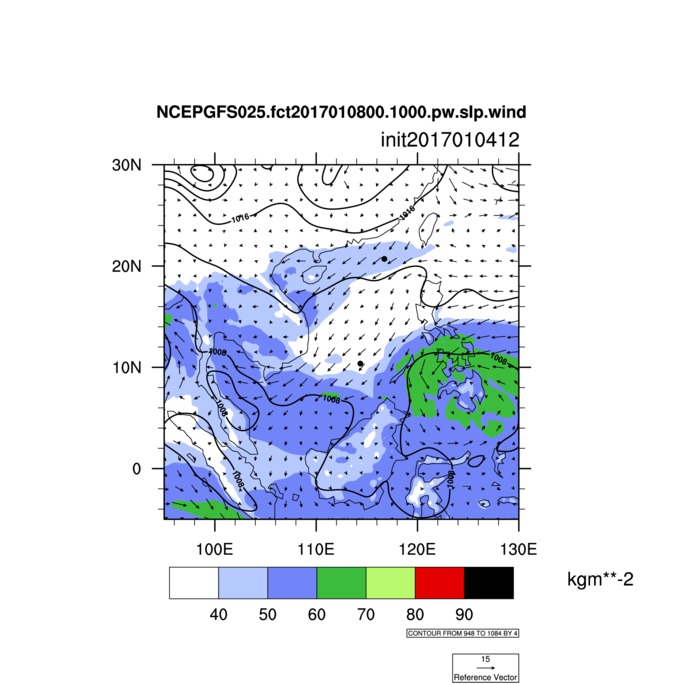 NCEPGFS025.fct2017010800.1000.pw.slp.wind
init2017010412
30N
1016
1016
20N
1008
10N
1008
1008
1008
0
1008
1008
100E
110E
120E
130E
40
50
60
70
80
90
kgm**-2
CONTOUR FROM 948 TO 1084 BY 4
15
Reference Vector